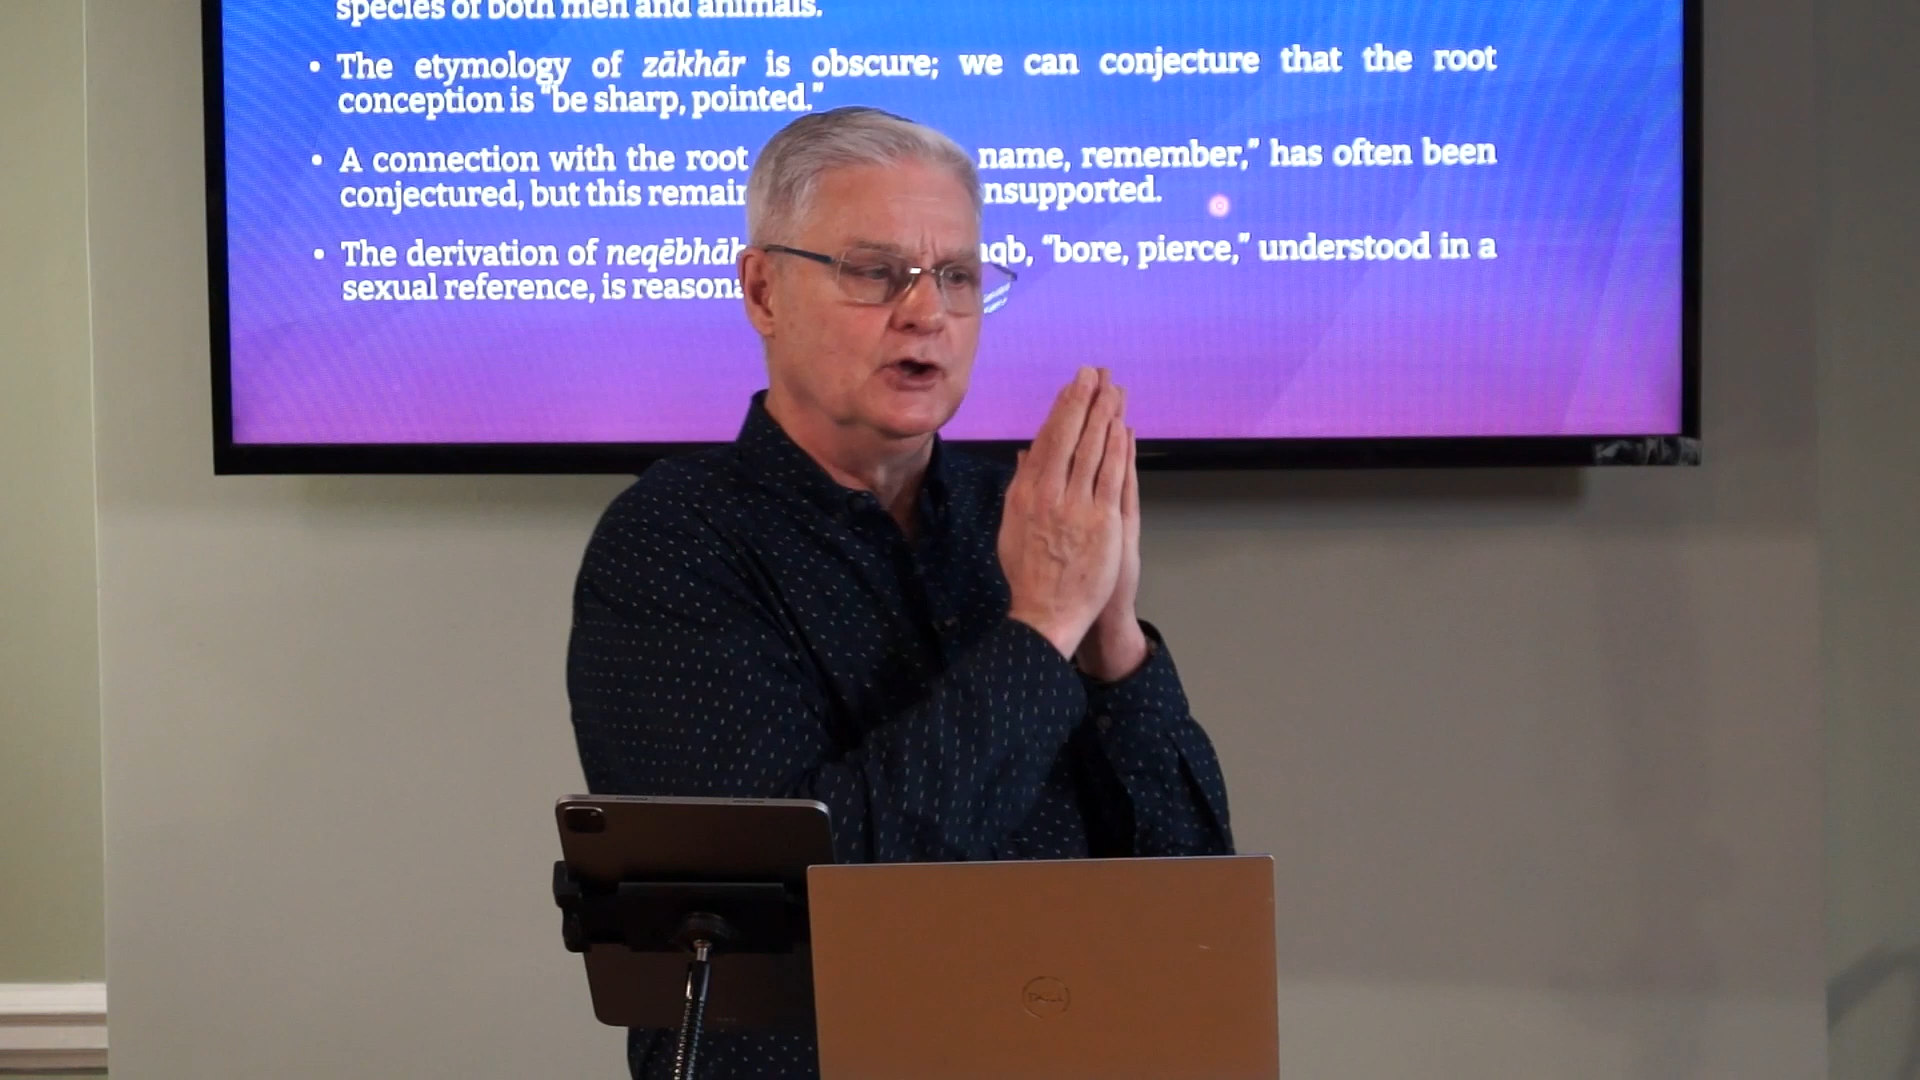 species of both men and animals.
• The etymology of zākhār is obscure; we can conjecture that the root
conception is "be sharp, pointed."
• A connection with the root name, remember," has often been
conjectured, but this remain nsupported.
• The derivation of neqēbhāh qb, "bore, pierce," understood in a
sexual reference, is reasona